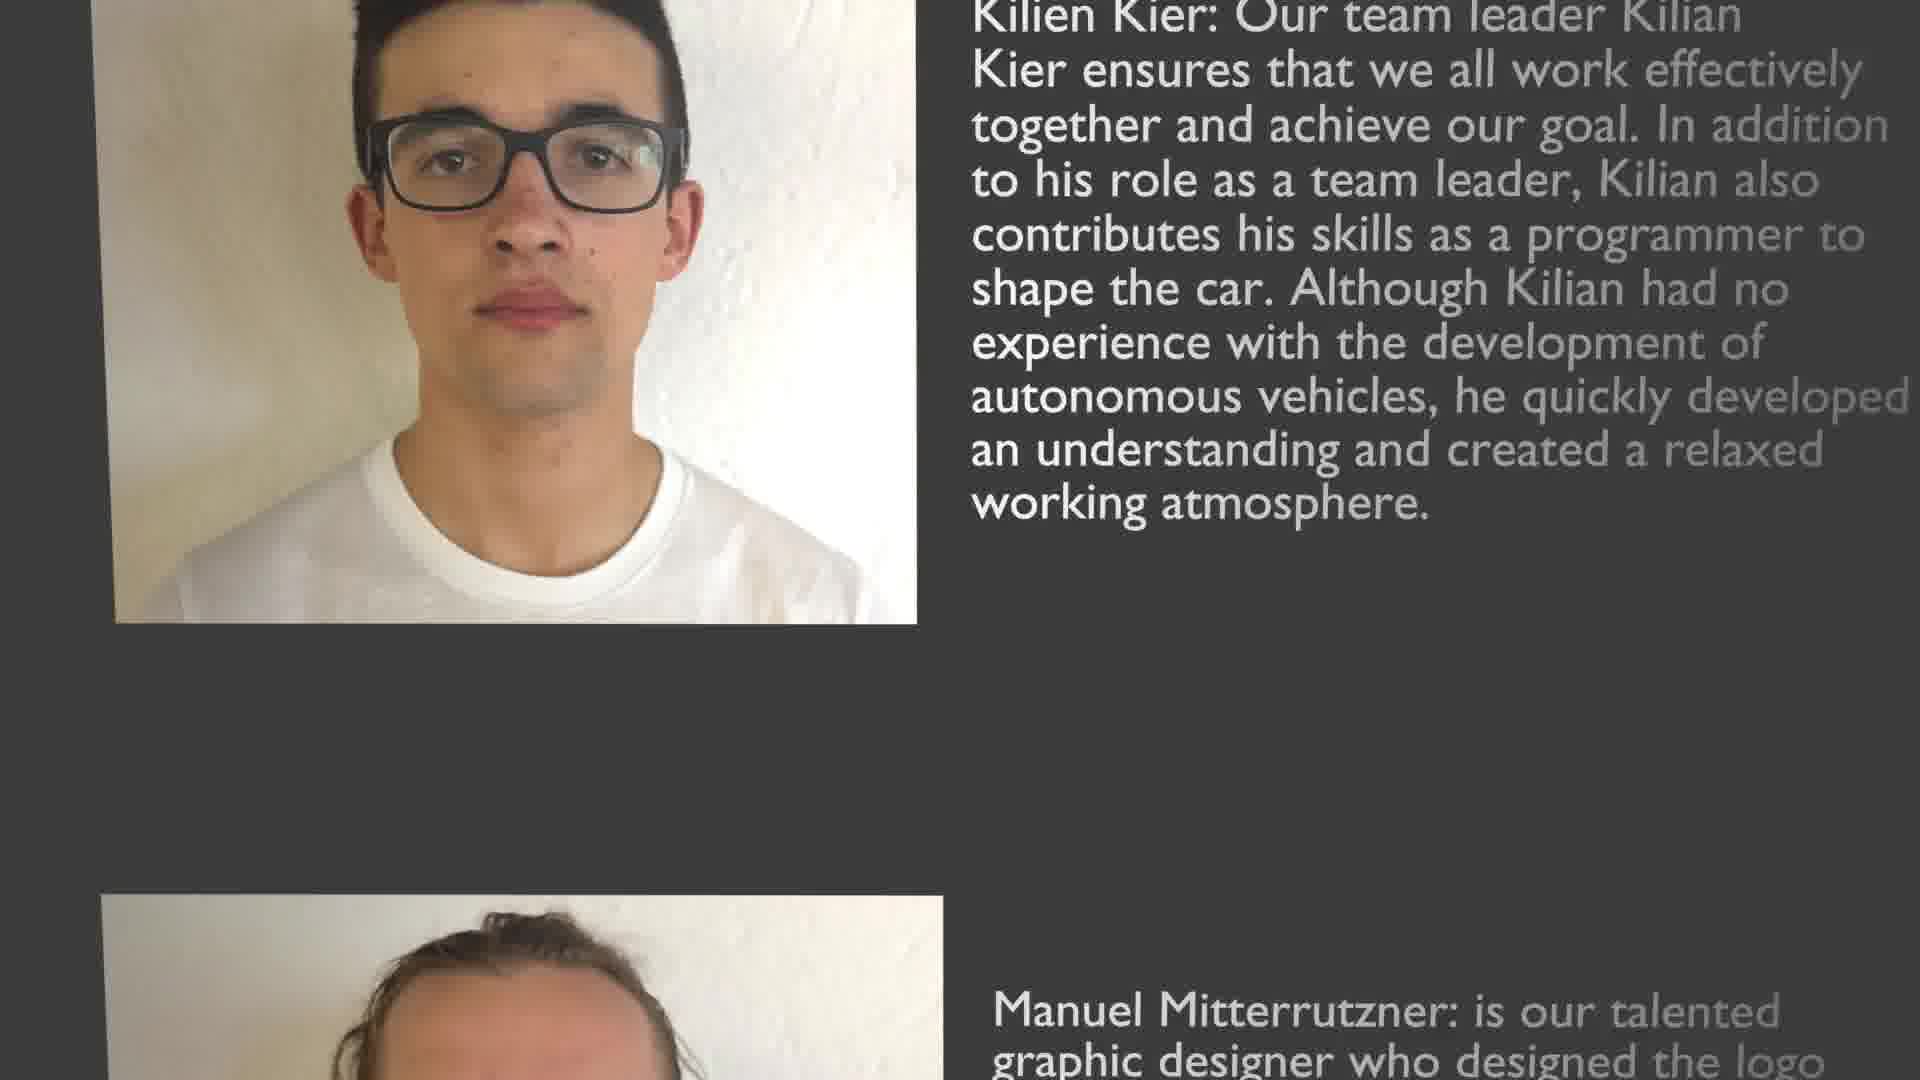 Kilien Kier: Our team leader Kilian
Kier ensures that we all work effectively
together and achieve our goal. In addition
to his role as a team leader, Kilian also
contributes his skills as a programmer to
shape the car. Although Kilian had no
experience with the development of
autonomous vehicles, he quickly developed
an understanding and created a relaxed
working atmosphere.
Manuel Mitterrutzner: is our talented
graphic designer who designed the logo